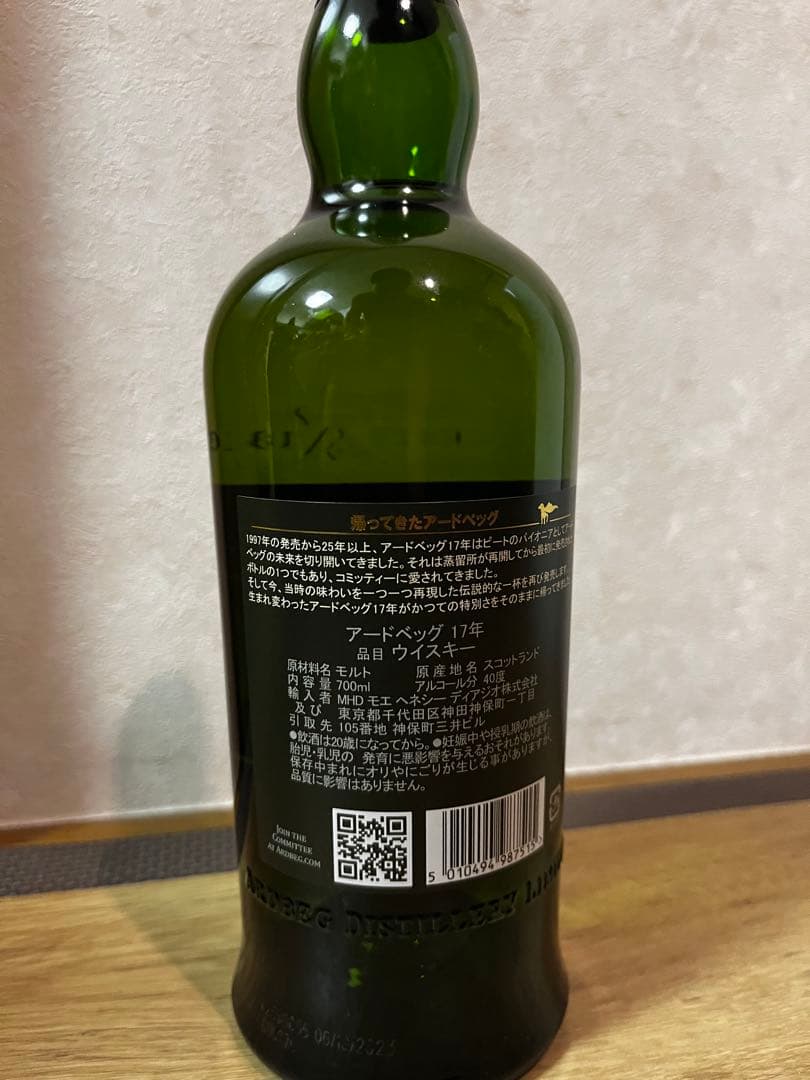 帰ってきたアードベッグ
1997年の発売から25年以上、アードベッグ17年はピートのパイオニアとしてアード
ベッグの未来を切り開いてきました。それは蒸留所が再開してから最初に発売された
ボトルの1つでもあり、コミッティーに愛されてきました。
そして今、当時の味わいを一つ一つ再現した伝説的な一杯を再び発売します。
生まれ変わったアードベッグ17年がかつての特別さをそのままに帰ってきました。
アードベッグ 17年
品目 ウイスキー
原材料名 モルト 原産地名 スコットランド
内容量 700ml アルコール分 40度
輸入者 MHD モエ ヘネシー ディアジオ株式会社
及び 東京都千代田区神田神保町一丁目
引取先 105番地 神保町三井ビル
●飲酒は20歳になってから。●妊娠中や授乳期の飲酒は、
胎児・乳児の 発育に悪影響を与えるおそれがあります。
保存中まれにオリやにごりが生じる事がありますが、
品質に影響はありません。
JOIN THE
COMMITTEE
AT ARDBEG.COM
5 010494 987515
ARDBEG DISTILLERY